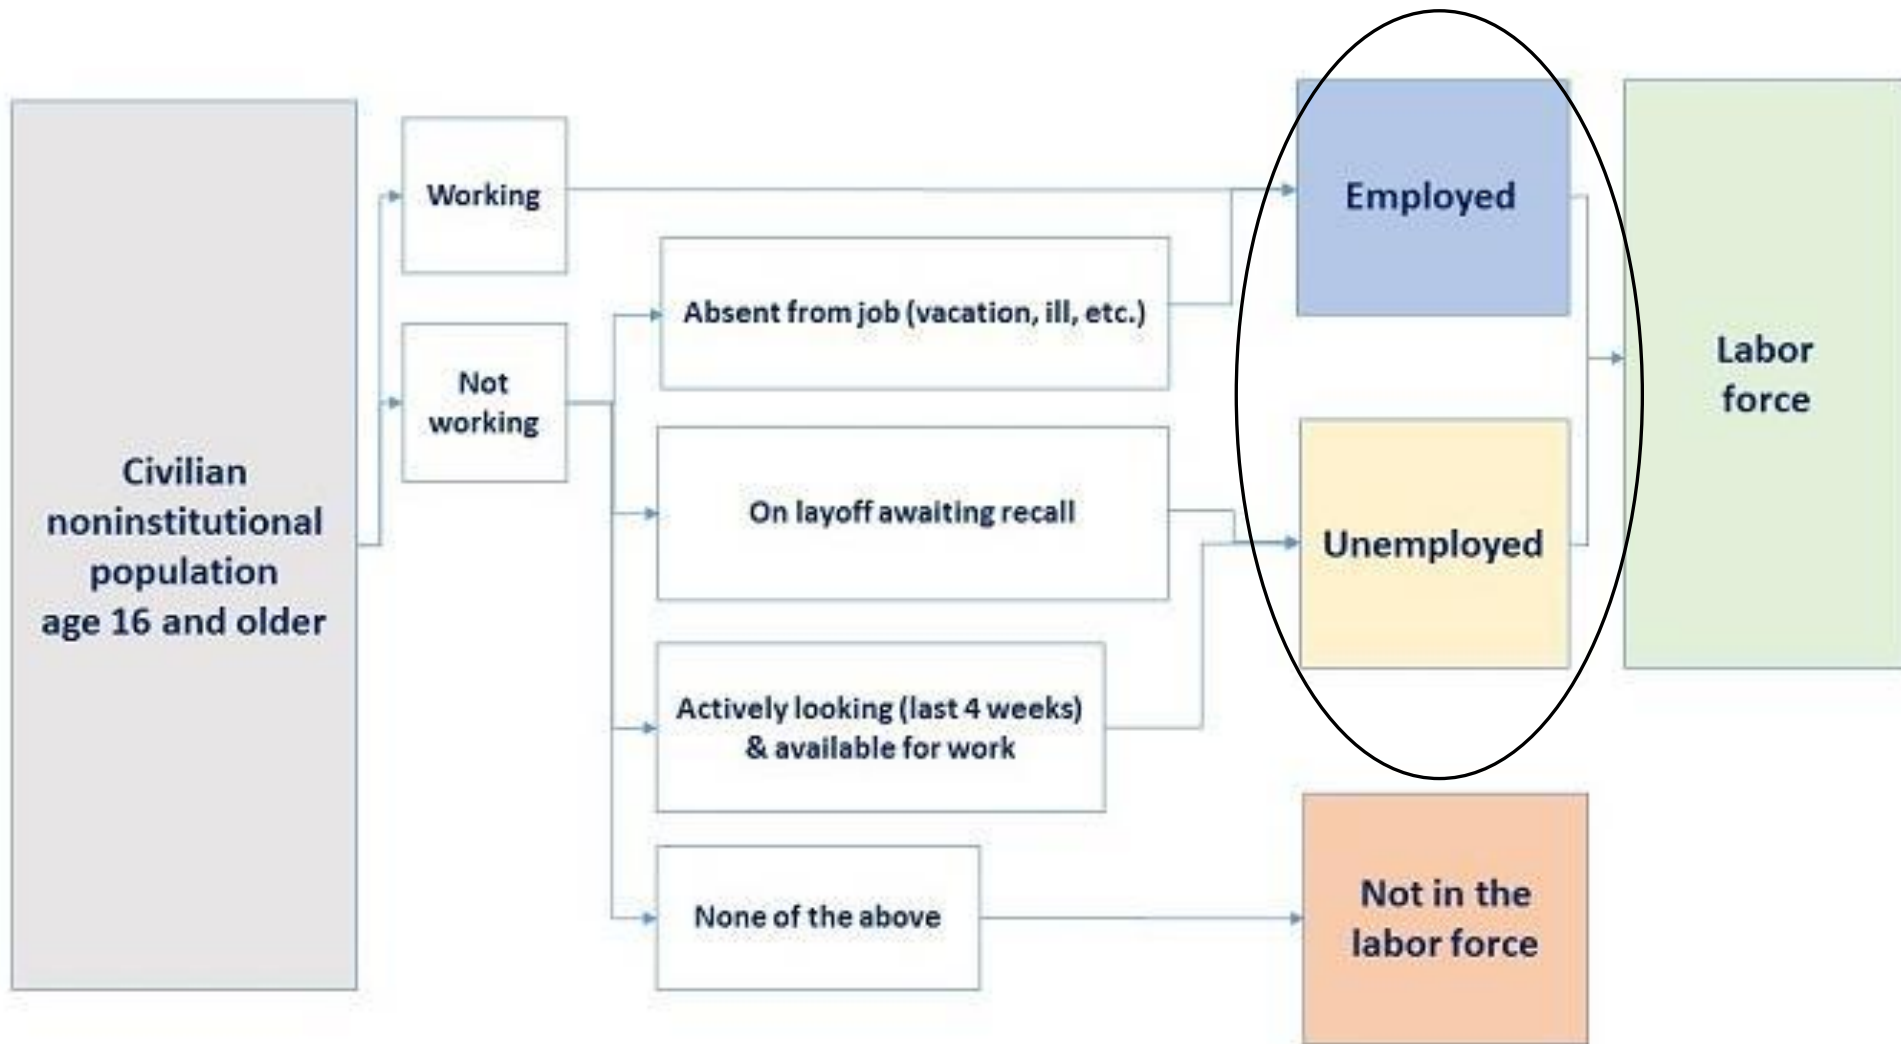 Civilian
noninstitutional
population
age 16 and older
Working
Not
working
Absent from job (vacation, ill, etc.)
On layoff awaiting recall
Actively looking (last 4 weeks)
& available for work
None of the above
Employed
Unemployed
Not in the
labor force
Labor
force